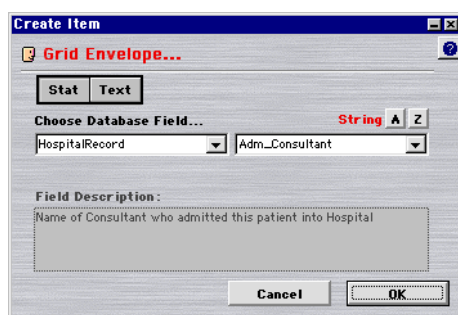 Create Item
Grid Envelope...
?
Stat Text
Choose Database Field... String A Z
HospitalRecord Adm_Consultant
Field Description:
Name of Consultant who admitted this patient into Hospital
Cancel OK